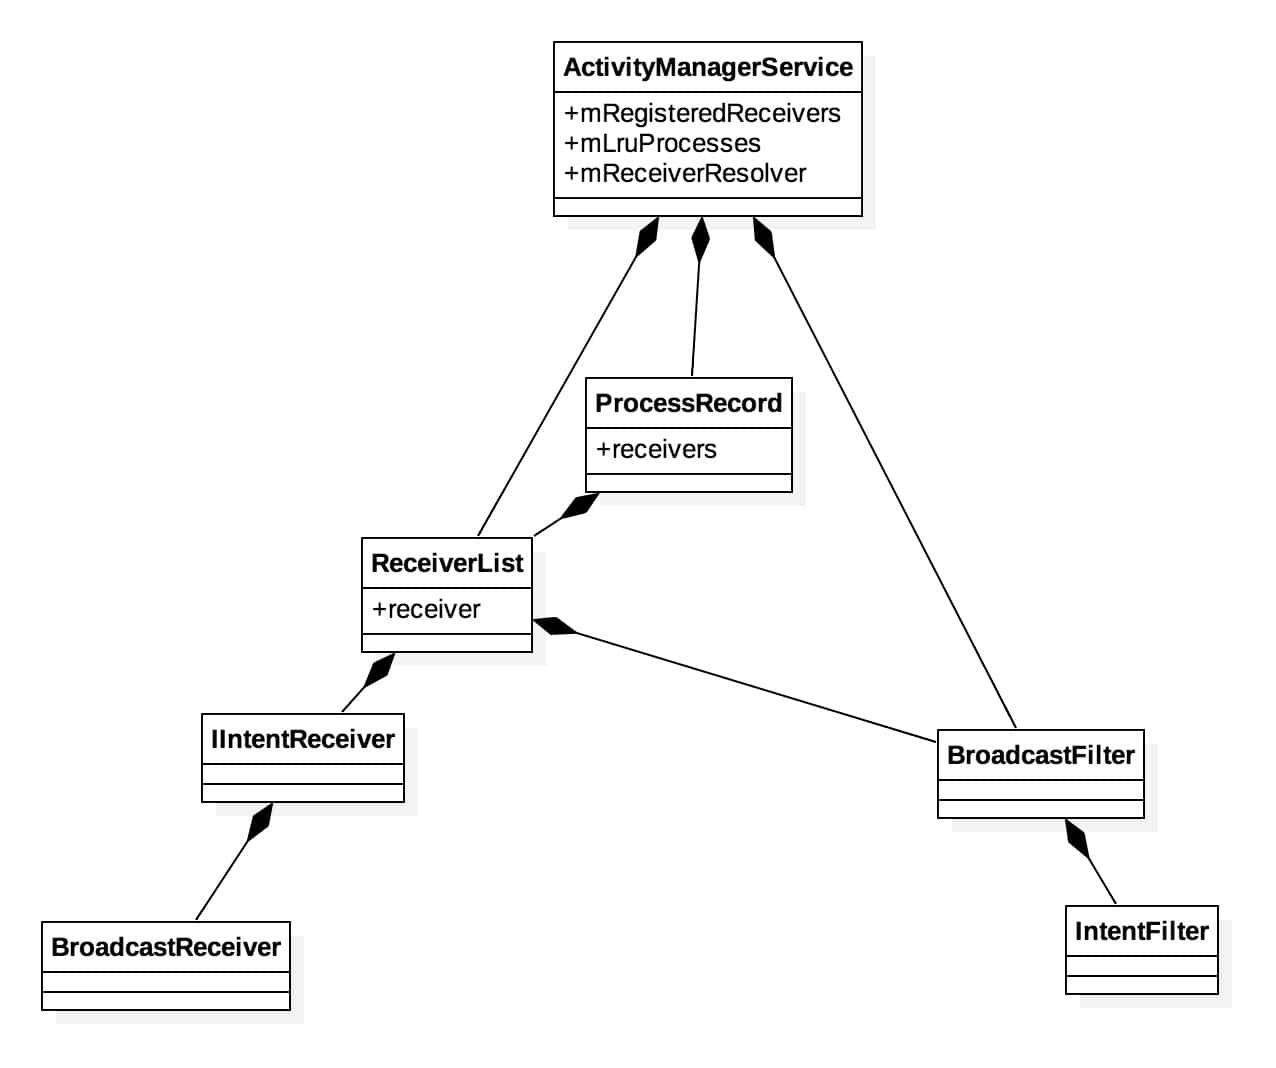 ActivityManagerService
+mRegisteredReceivers
+mLruProcesses
+mReceiverResolver
ProcessRecord
+receivers
ReceiverList
+receiver
IIntentReceiver
BroadcastFilter
BroadcastReceiver
IntentFilter